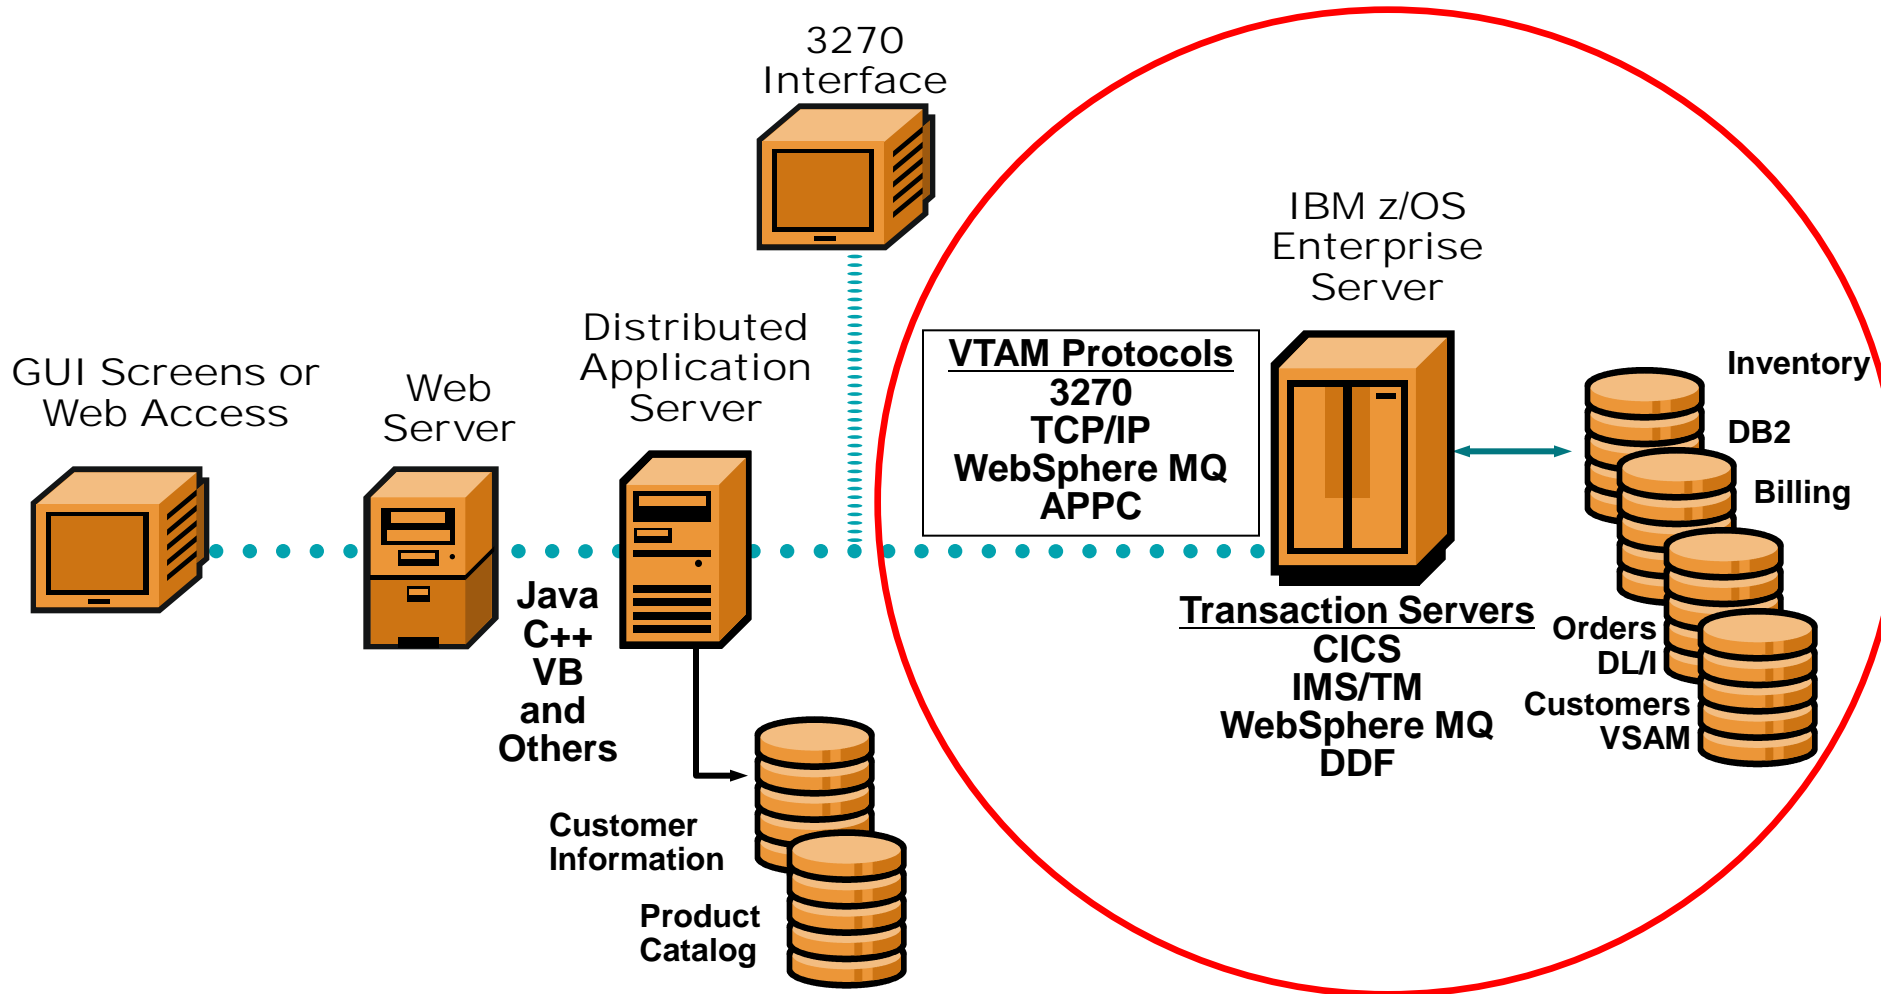 3270
Interface
IBM z/OS
Enterprise
Server
Distributed
Application
Server
GUI Screens or
Web Access
Web
Server
VTAM Protocols
3270
TCP/IP
WebSphere MQ
APPC
Inventory
DB2
Billing
Java
C++
VB
and
Others
Transaction Servers
CICS
IMS/TM
WebSphere MQ
DDF
Orders
DL/I
Customers
VSAM
Customer
Information
Product
Catalog